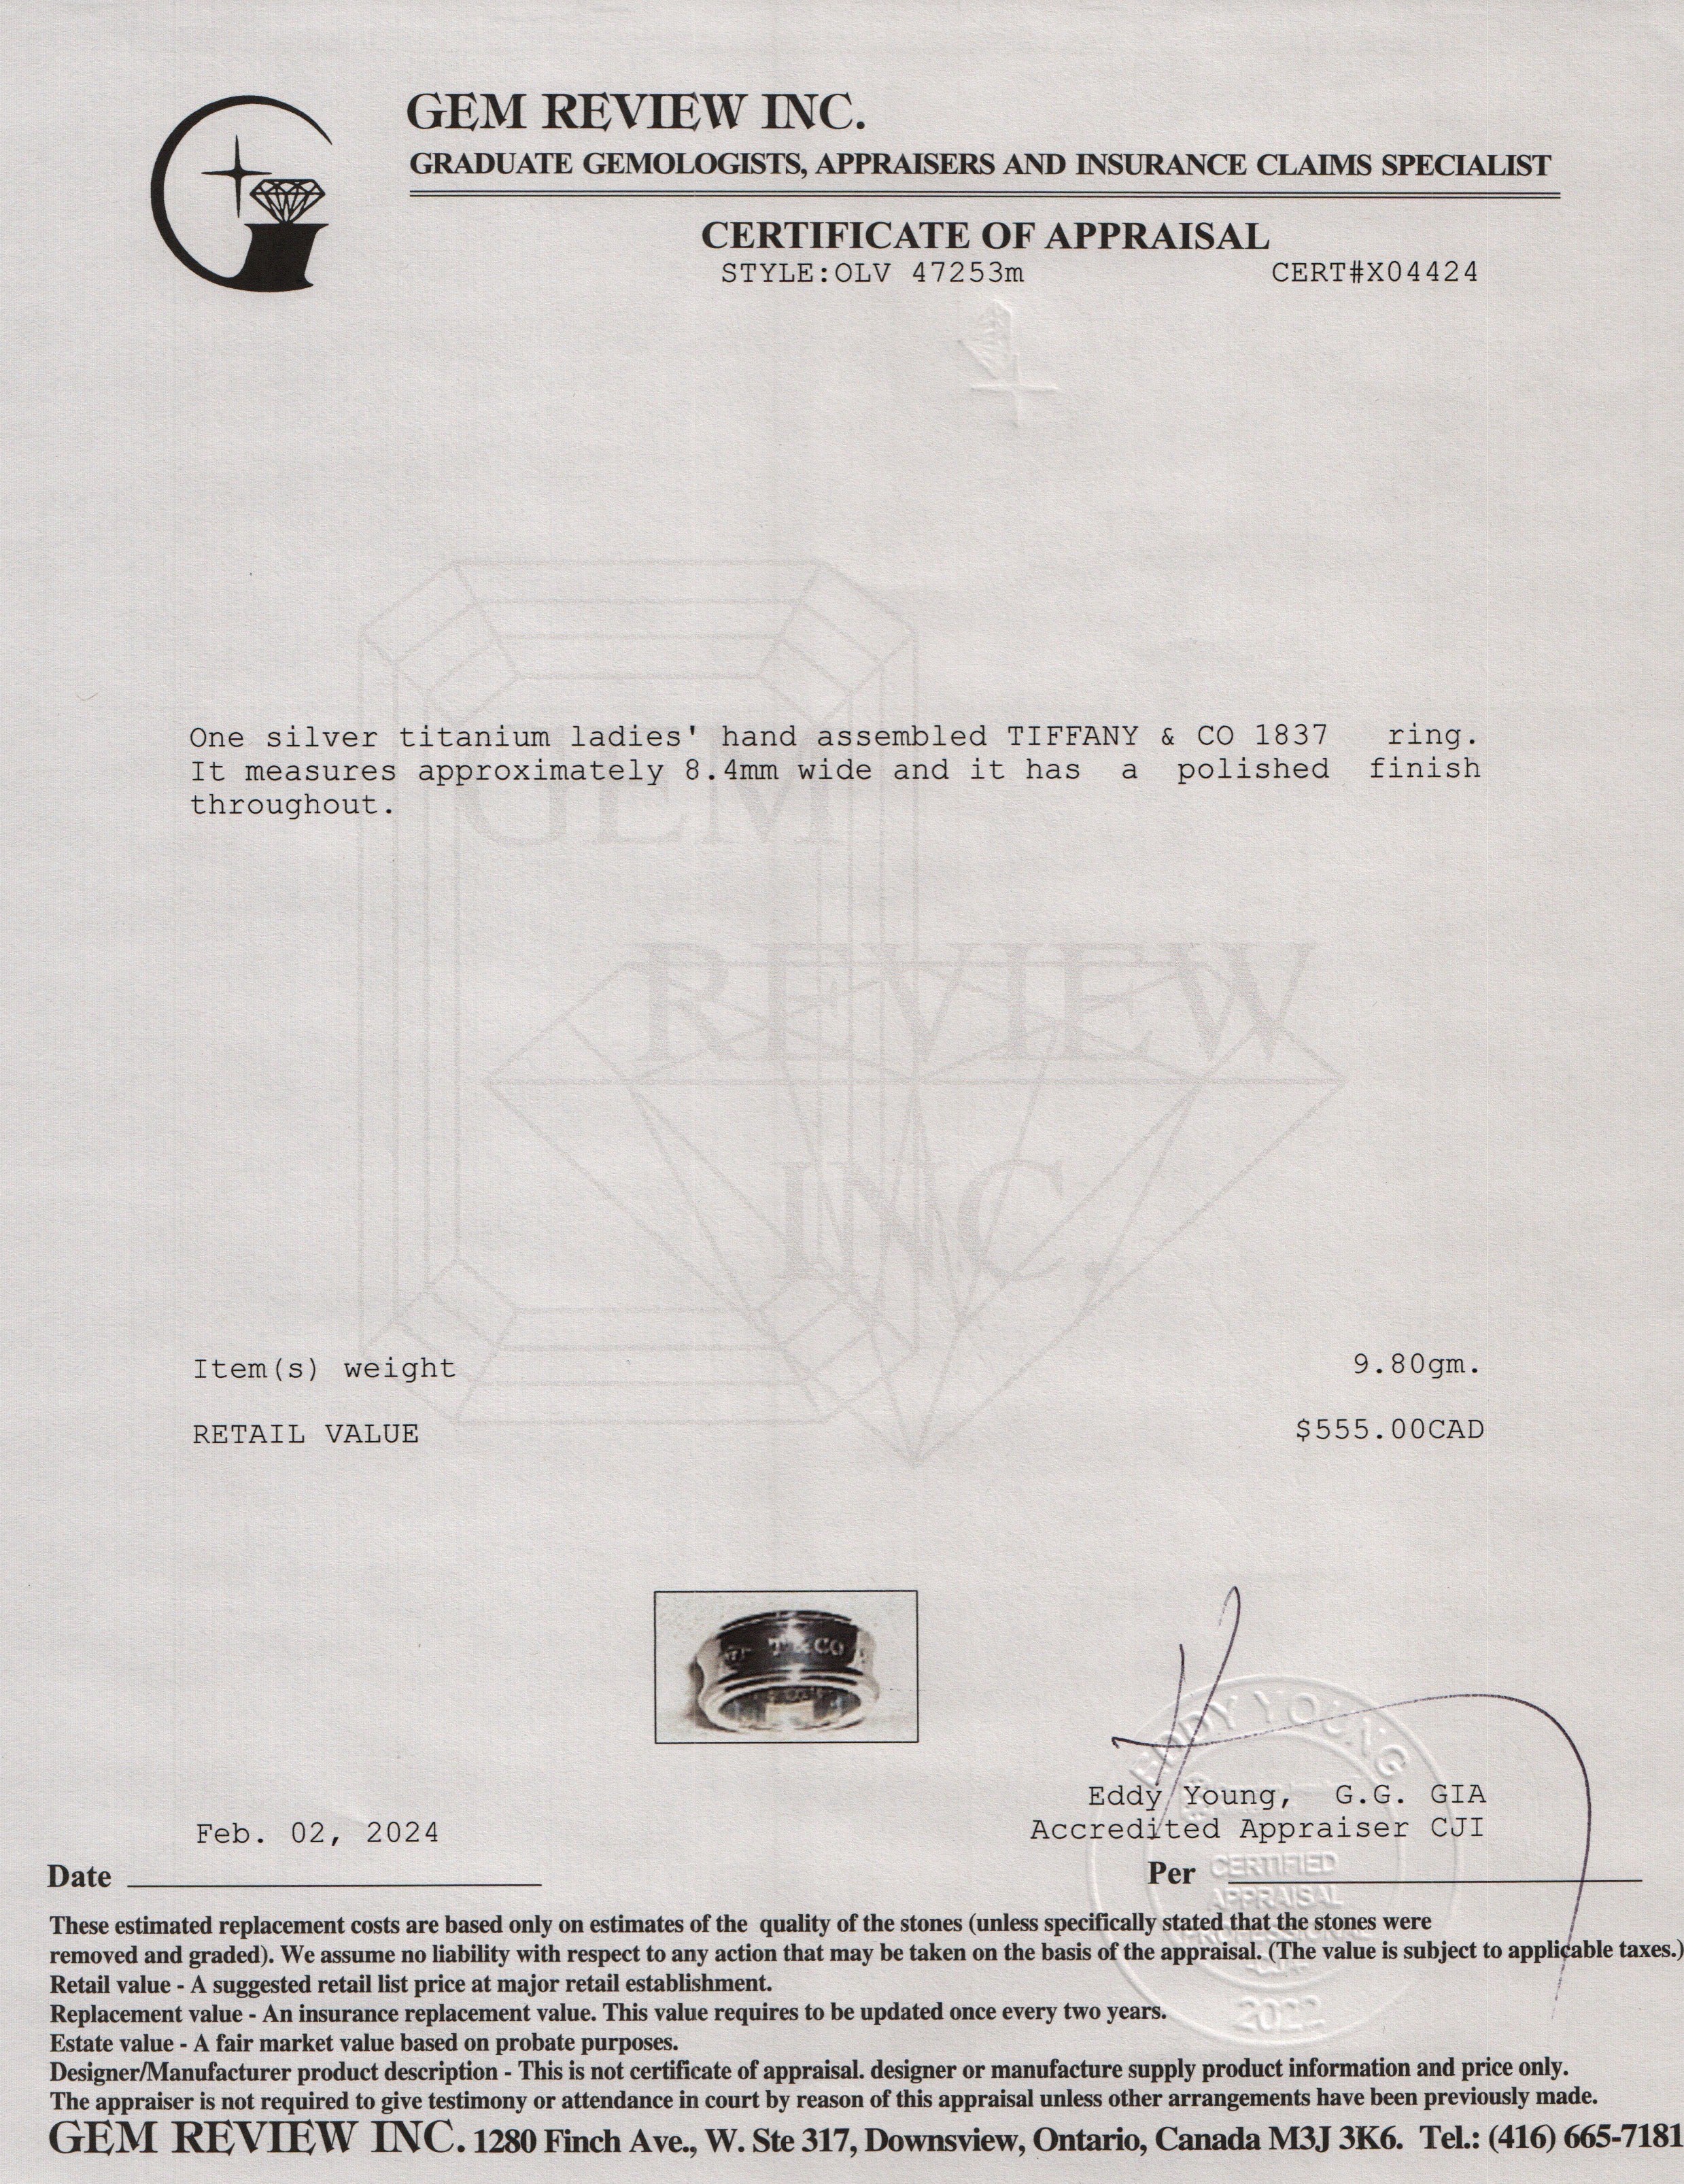 GEM REVIEW INC.
GRADUATE GEMOLOGISTS, APPRAISERS AND INSURANCE CLAIMS SPECIALIST
CERTIFICATE OF APPRAISAL
STYLE:OLV 47253m CERT#X04424
One silver titanium ladies' hand assembled TIFFANY & CO 1837 ring.
It measures approximately 8.4mm wide and it has a polished finish
throughout.
GEM
REVIEW
INC.
Item(s) weight 9.80gm.
RETAIL VALUE $555.00CAD
T&CO
EDDY YOUNG
Eddy Young, G.G. GIA
Feb. 02, 2024 Accredited Appraiser CJI
Date Per
CERTIFIED
APPRAISAL
PROFESSIONAL
2022
These estimated replacement costs are based only on estimates of the quality of the stones (unless specifically stated that the stones were
removed and graded). We assume no liability with respect to any action that may be taken on the basis of the appraisal. (The value is subject to applicable taxes.)
Retail value - A suggested retail list price at major retail establishment.
Replacement value - An insurance replacement value. This value requires to be updated once every two years.
Estate value - A fair market value based on probate purposes.
Designer/Manufacturer product description - This is not certificate of appraisal. designer or manufacture supply product information and price only.
The appraiser is not required to give testimony or attendance in court by reason of this appraisal unless other arrangements have been previously made.
GEM REVIEW INC. 1280 Finch Ave., W. Ste 317, Downsview, Ontario, Canada M3J 3K6. Tel.: (416) 665-7181